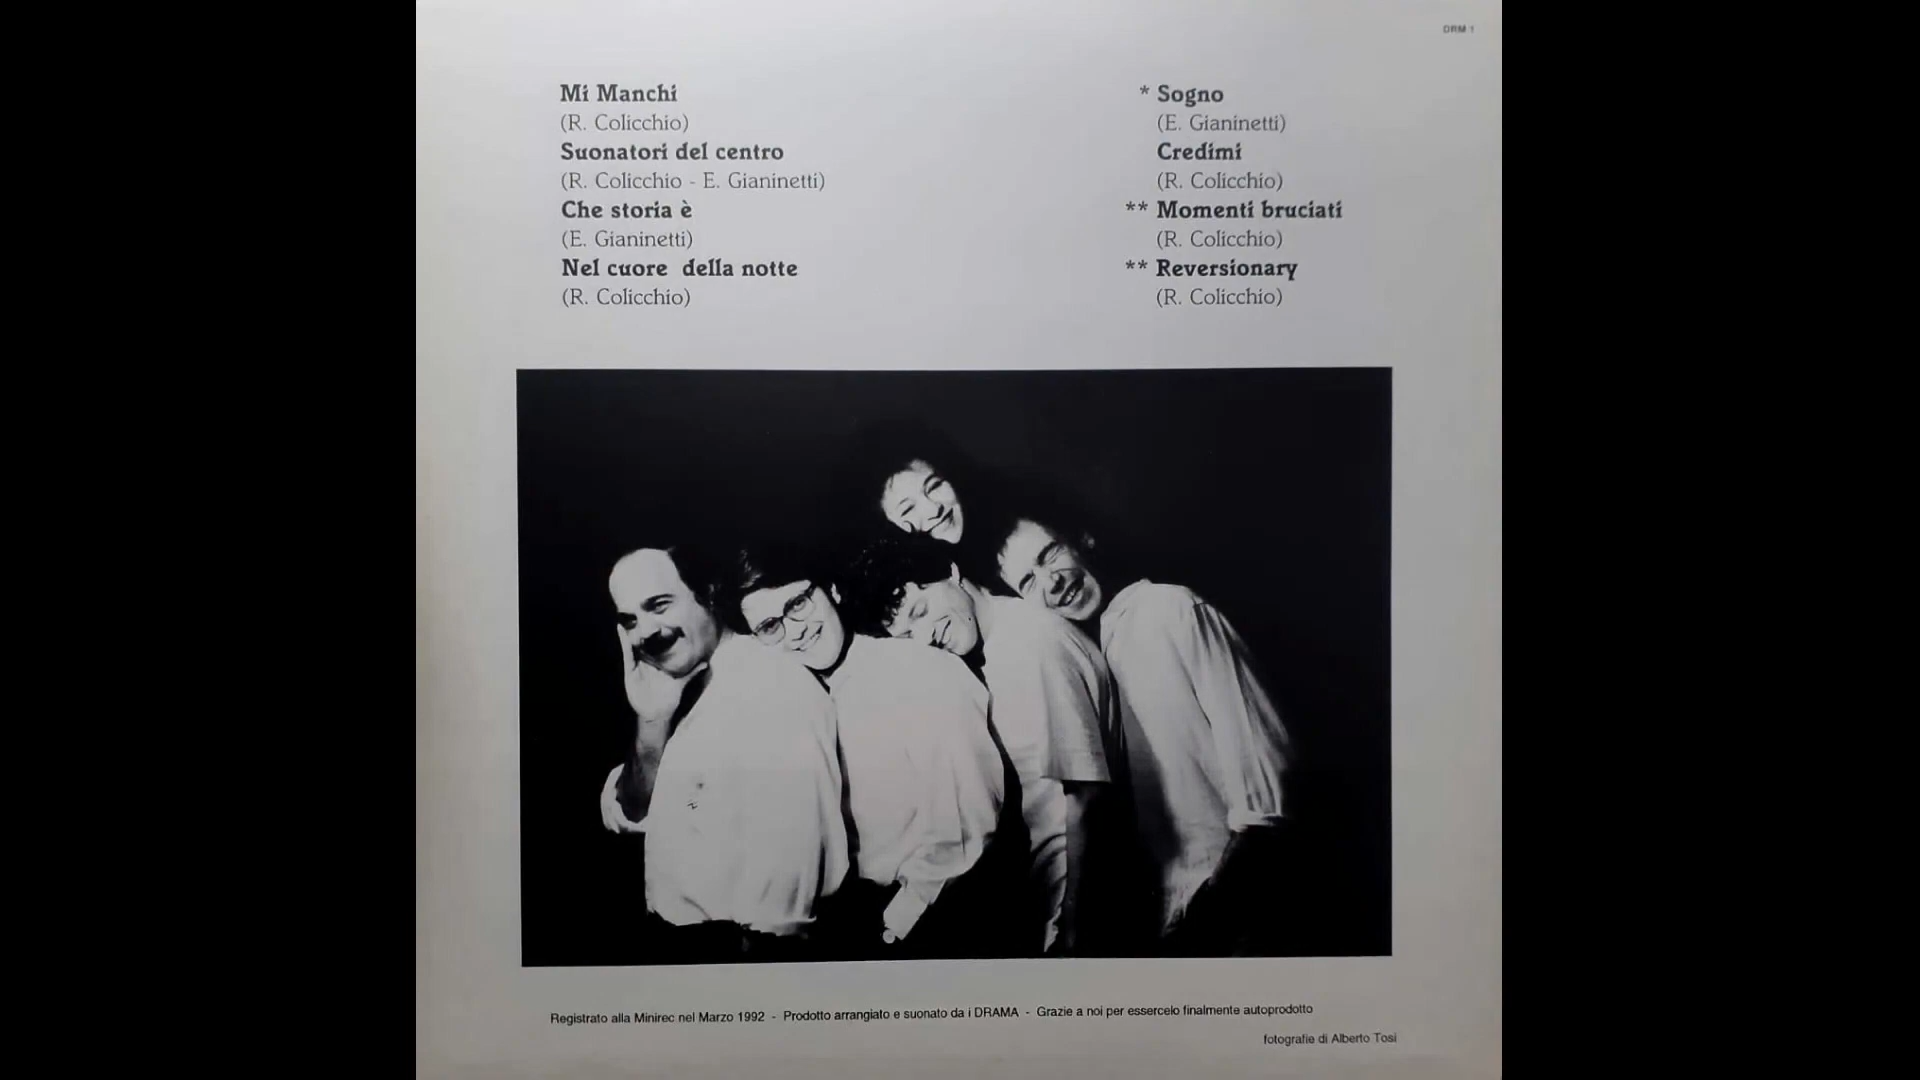 DRM 1
Mi Manchi
(R. Colicchio)
Suonatori del centro
(R. Colicchio - E. Gianinetti)
Che storia è
(E. Gianinetti)
Nel cuore della notte
(R. Colicchio)
* Sogno
(E. Gianinetti)
Credimi
(R. Colicchio)
** Momenti bruciati
(R. Colicchio)
** Reversionary
(R. Colicchio)
Registrato alla Minirec nel Marzo 1992 - Prodotto arrangiato e suonato da i DRAMA - Grazie a noi per essercelo finalmente autoprodotto
fotografie di Alberto Tosi